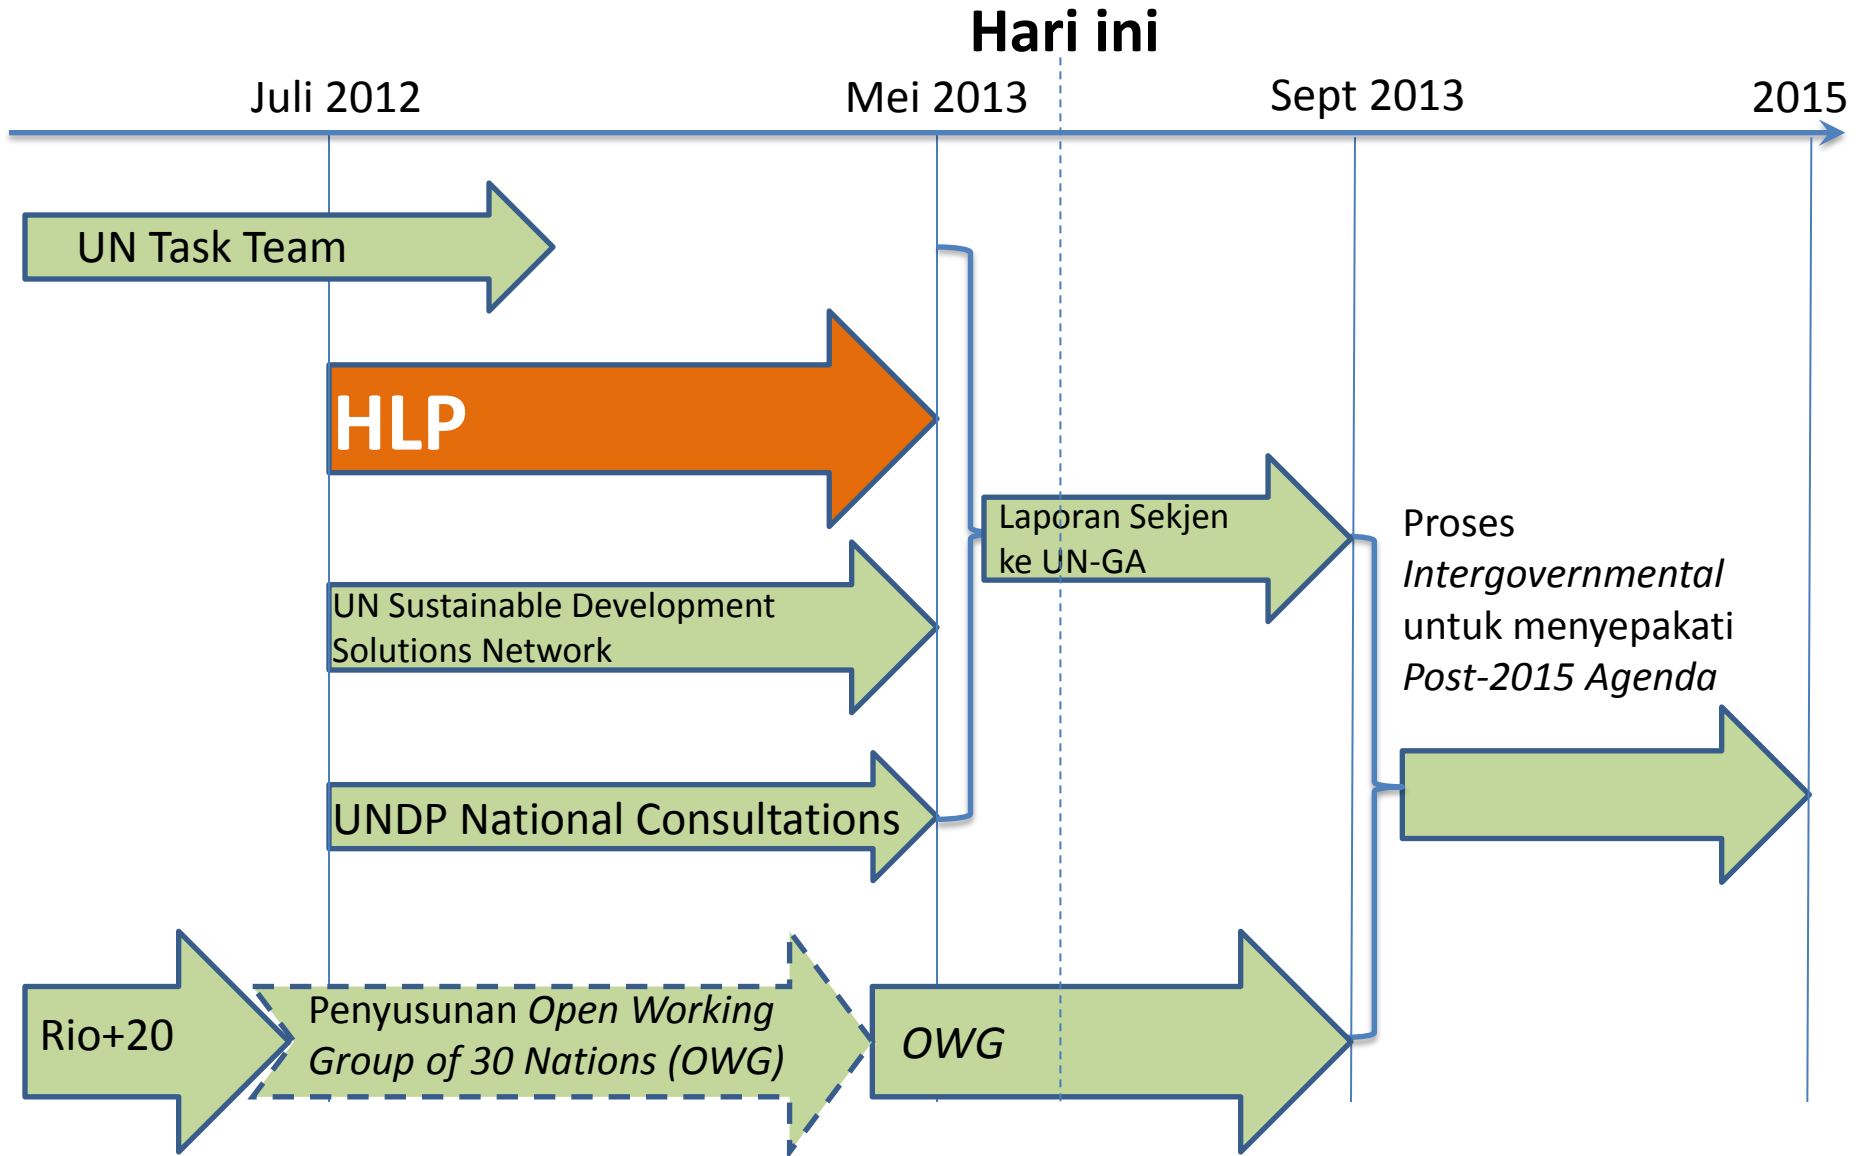 Hari ini
Juli 2012
Mei 2013
Sept 2013
2015
UN Task Team
HLP
Laporan Sekjen
ke UN-GA
Proses
Intergovernmental
untuk menyepakati
Post-2015 Agenda
UN Sustainable Development
Solutions Network
UNDP National Consultations
Rio+20
Penyusunan Open Working
Group of 30 Nations (OWG)
OWG